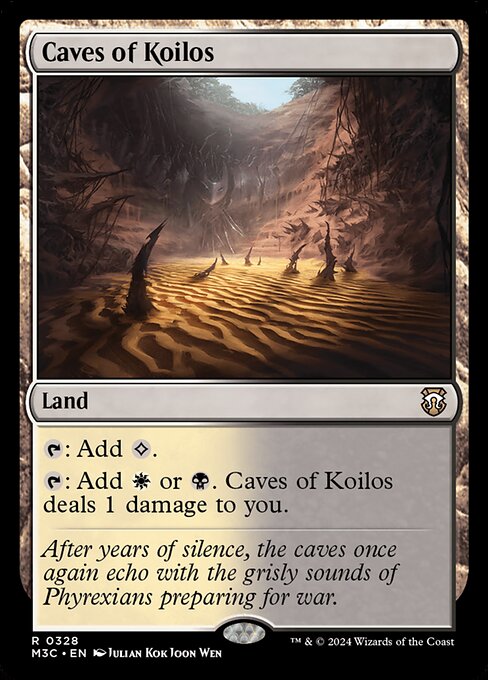 Caves of Koilos
Land
: Add .
: Add or . Caves of Koilos
deals 1 damage to you.
After years of silence, the caves once
again echo with the grisly sounds of
Phyrexians preparing for war.
R 0328
M3C • EN Julian Kok Joon Wen
™ & © 2024 Wizards of the Coast